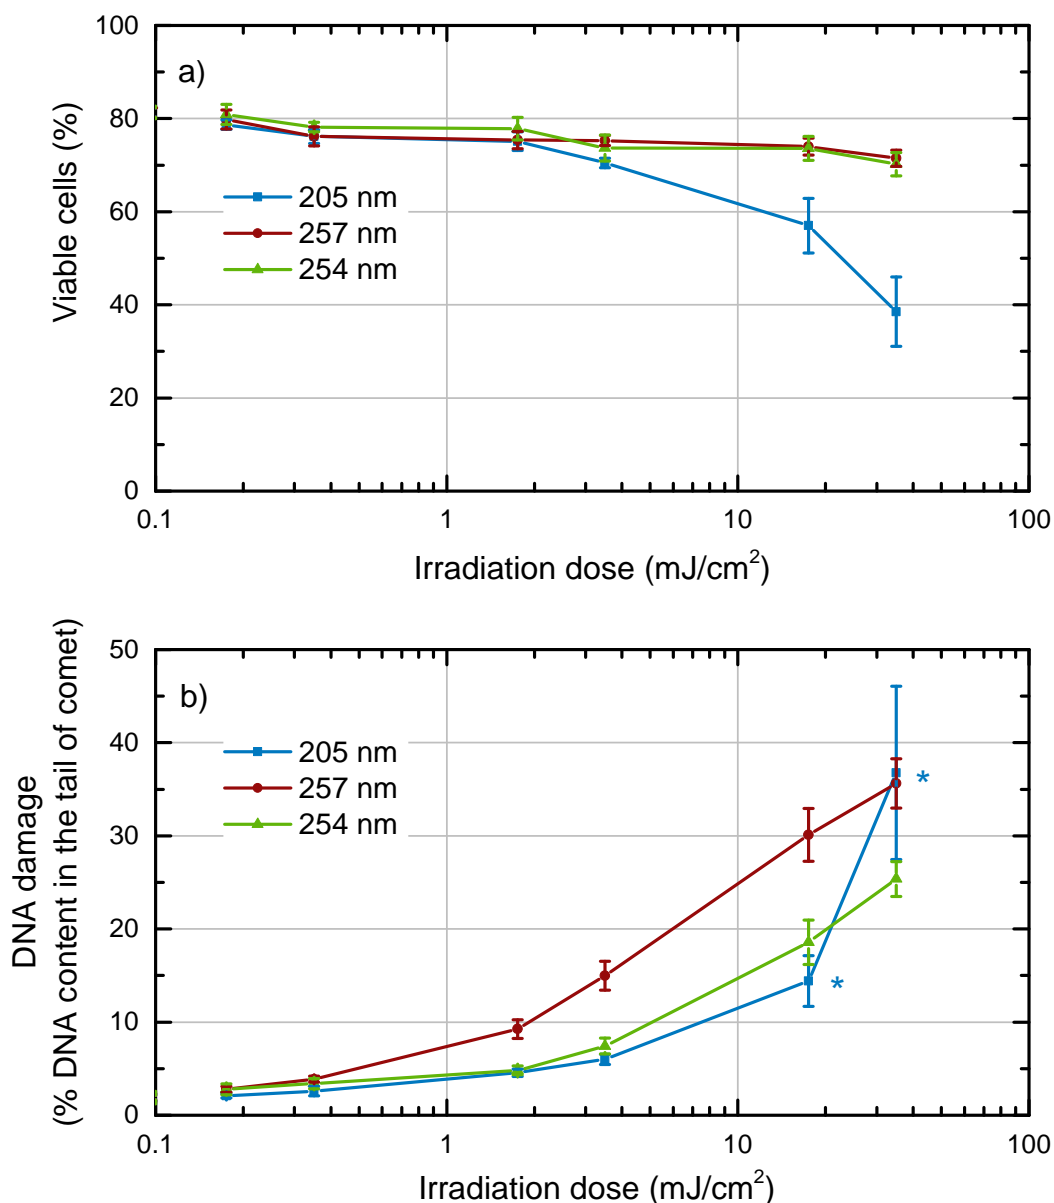 a)
100
80
60
40
20
0
Viable cells (%)
205 nm
257 nm
254 nm
0.1 1 10 100
Irradiation dose (mJ/cm²)
b)
50
40
30
20
10
0
DNA damage
(% DNA content in the tail of comet)
205 nm
257 nm
254 nm
*
*
0.1 1 10 100
Irradiation dose (mJ/cm²)